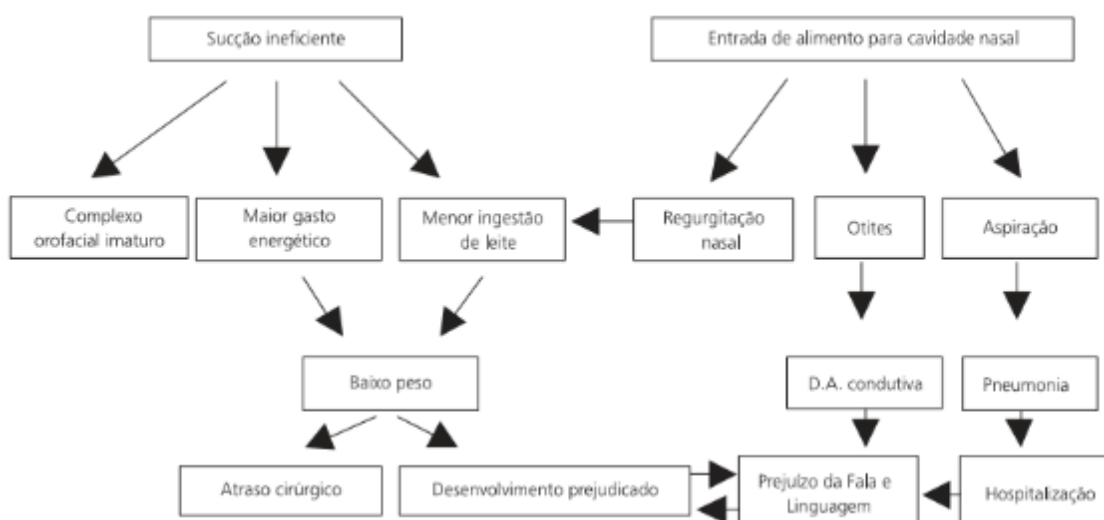 Sucção ineficiente
Entrada de alimento para cavidade nasal
Complexo
orofacial imaturo
Maior gasto
energético
Menor ingestão
de leite
Regurgitação
nasal
Otites
Aspiração
Baixo peso
D.A. condutiva
Pneumonia
Atraso cirúrgico
Desenvolvimento prejudicado
Prejuízo da Fala e
Linguagem
Hospitalização